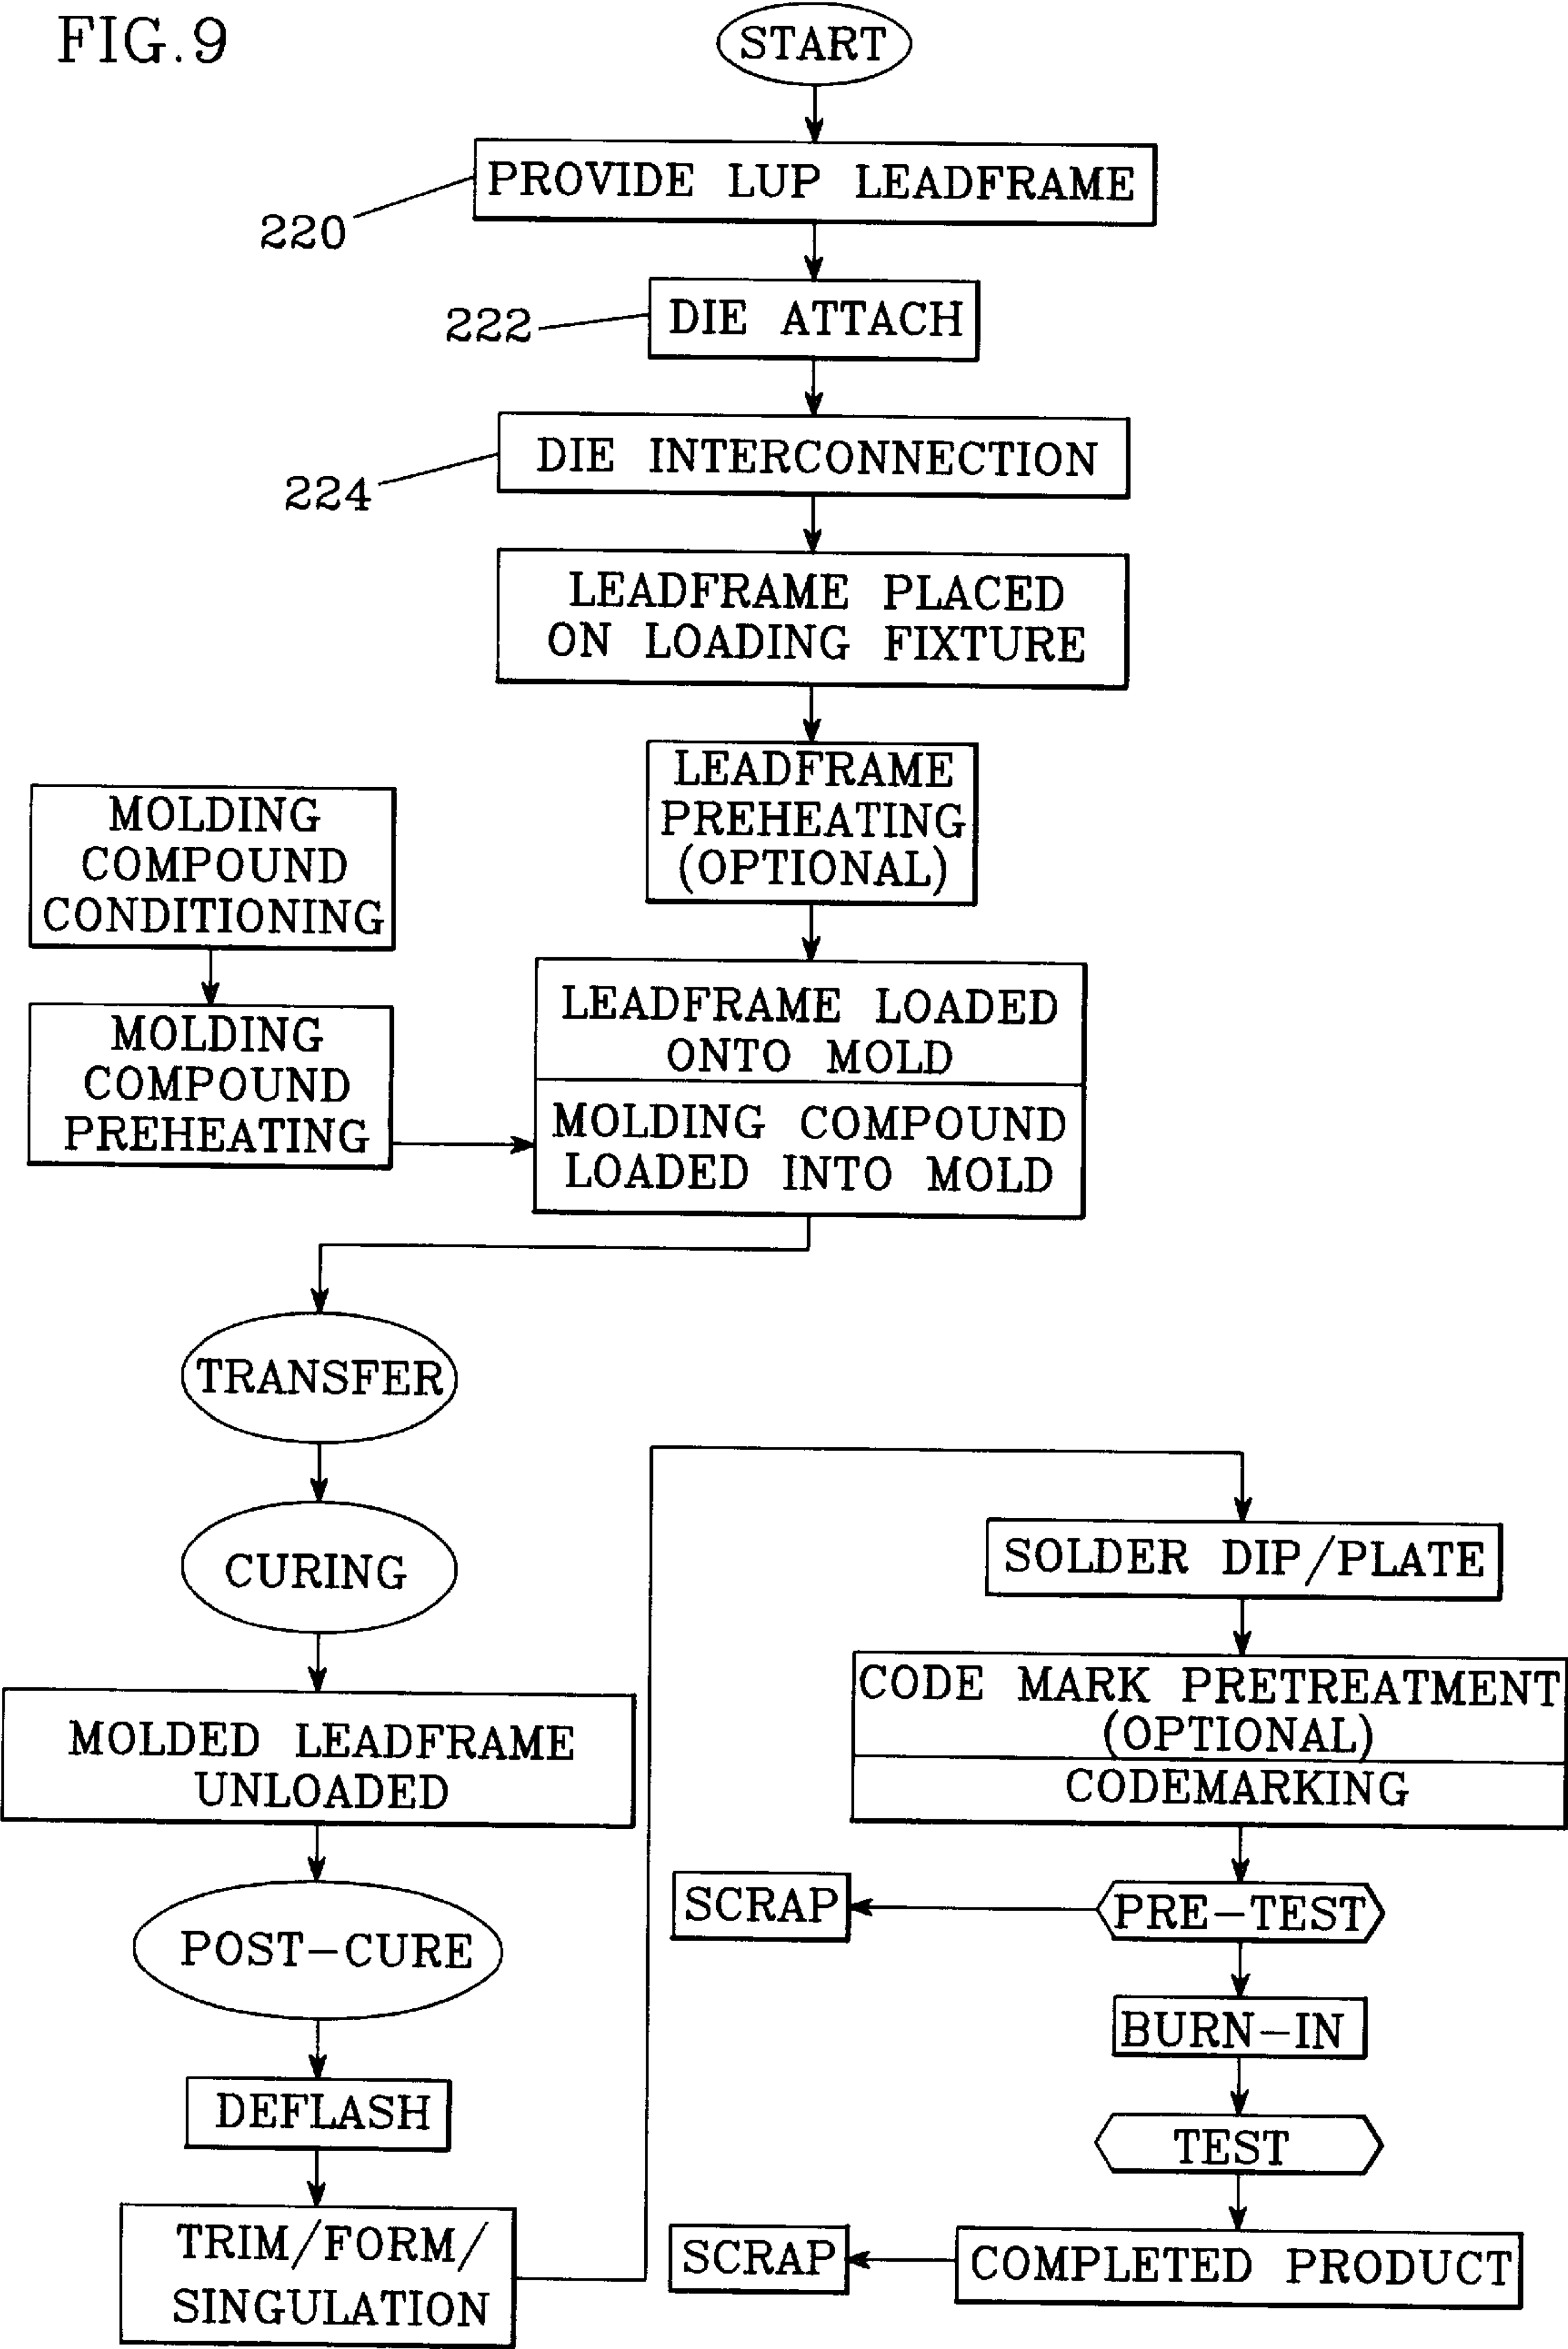 FIG.9
START
PROVIDE LUP LEADFRAME
220
DIE ATTACH
222
DIE INTERCONNECTION
224
LEADFRAME PLACED
ON LOADING FIXTURE
LEADFRAME
PREHEATING
(OPTIONAL)
MOLDING
COMPOUND
CONDITIONING
MOLDING
COMPOUND
PREHEATING
LEADFRAME LOADED
ONTO MOLD
MOLDING COMPOUND
LOADED INTO MOLD
TRANSFER
CURING
MOLDED LEADFRAME
UNLOADED
POST-CURE
DEFLASH
TRIM/FORM/
SINGULATION
SOLDER DIP/PLATE
CODE MARK PRETREATMENT
(OPTIONAL)
CODEMARKING
PRE-TEST
SCRAP
BURN-IN
TEST
COMPLETED PRODUCT
SCRAP